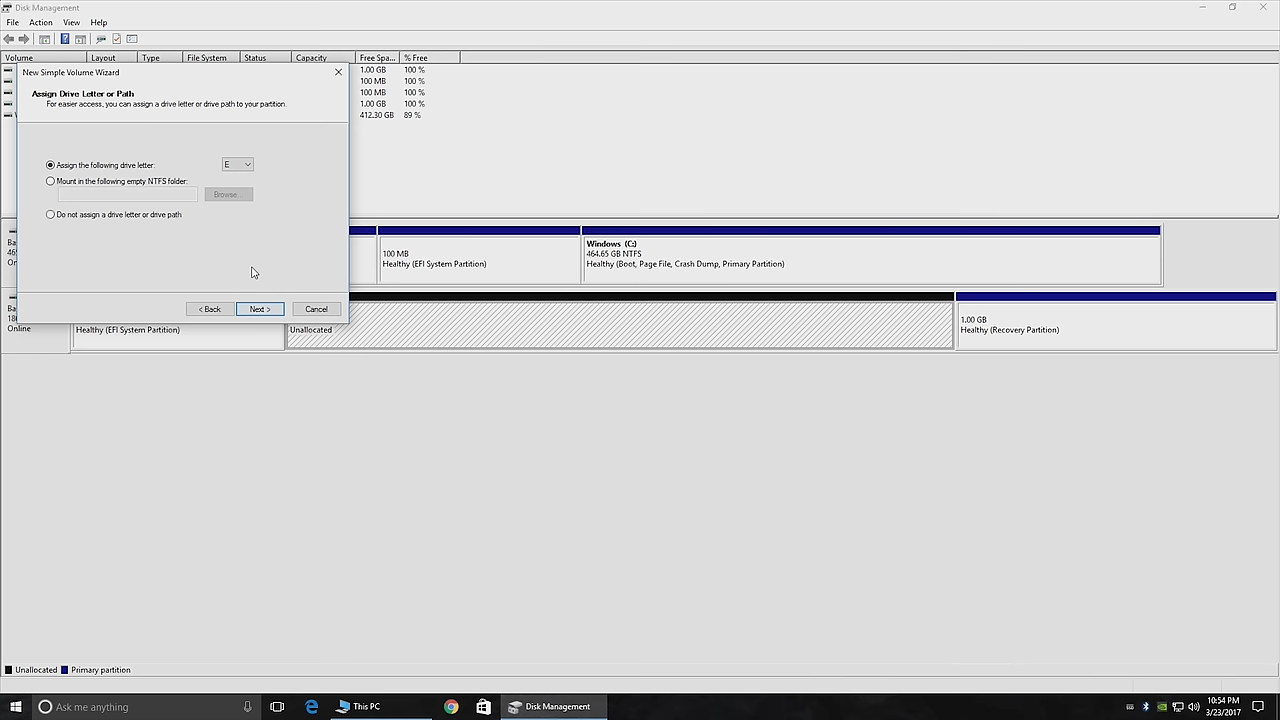 Disk Management
File Action View Help
Volume Layout Type File System Status Capacity Free Spa... % Free
1.00 GB 100 %
100 MB 100 %
100 MB 100 %
1.00 GB 100 %
412.30 GB 89 %
New Simple Volume Wizard
Assign Drive Letter or Path
For easier access, you can assign a drive letter or drive path to your partition.
Assign the following drive letter: E
Mount in the following empty NTFS folder:
Browse...
Do not assign a drive letter or drive path
< Back Next > Cancel
100 MB
Healthy (EFI System Partition)
Windows (C:)
464.65 GB NTFS
Healthy (Boot, Page File, Crash Dump, Primary Partition)
Online
Healthy (EFI System Partition)
Unallocated
1.00 GB
Healthy (Recovery Partition)
Unallocated Primary partition
Ask me anything
This PC
Disk Management
10:54 PM
3/23/2017